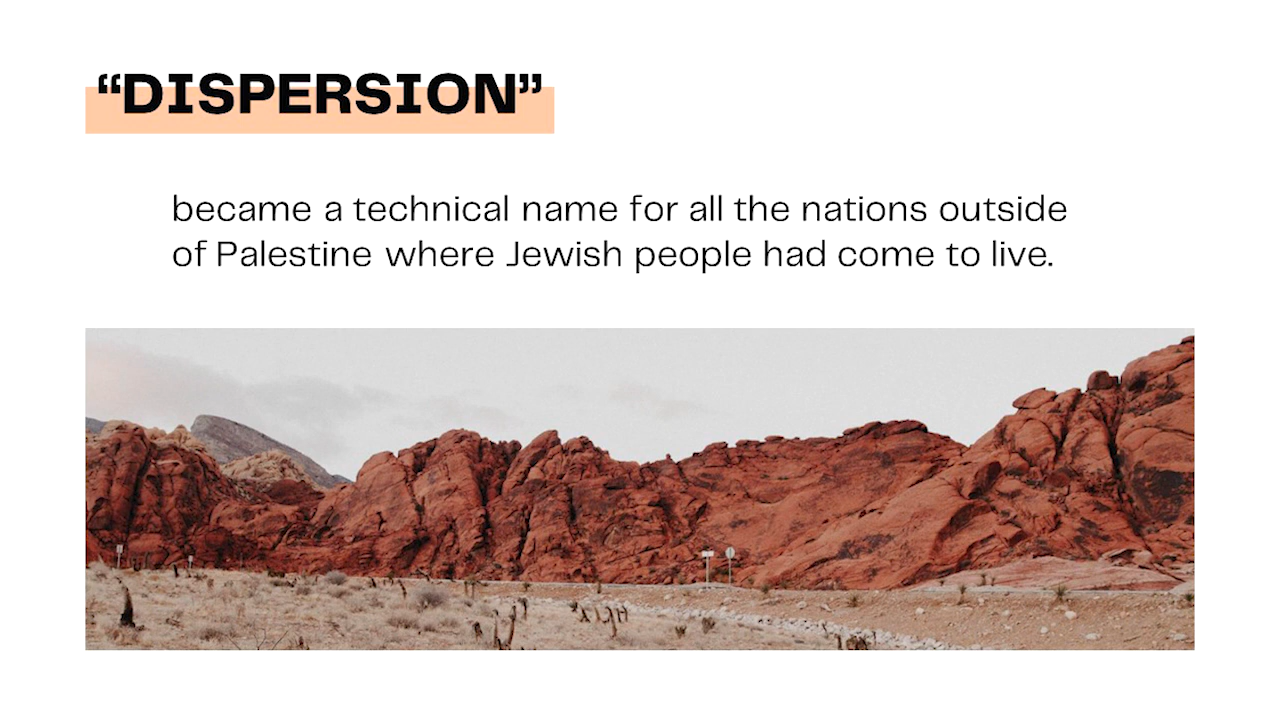 “DISPERSION”
became a technical name for all the nations outside
of Palestine where Jewish people had come to live.